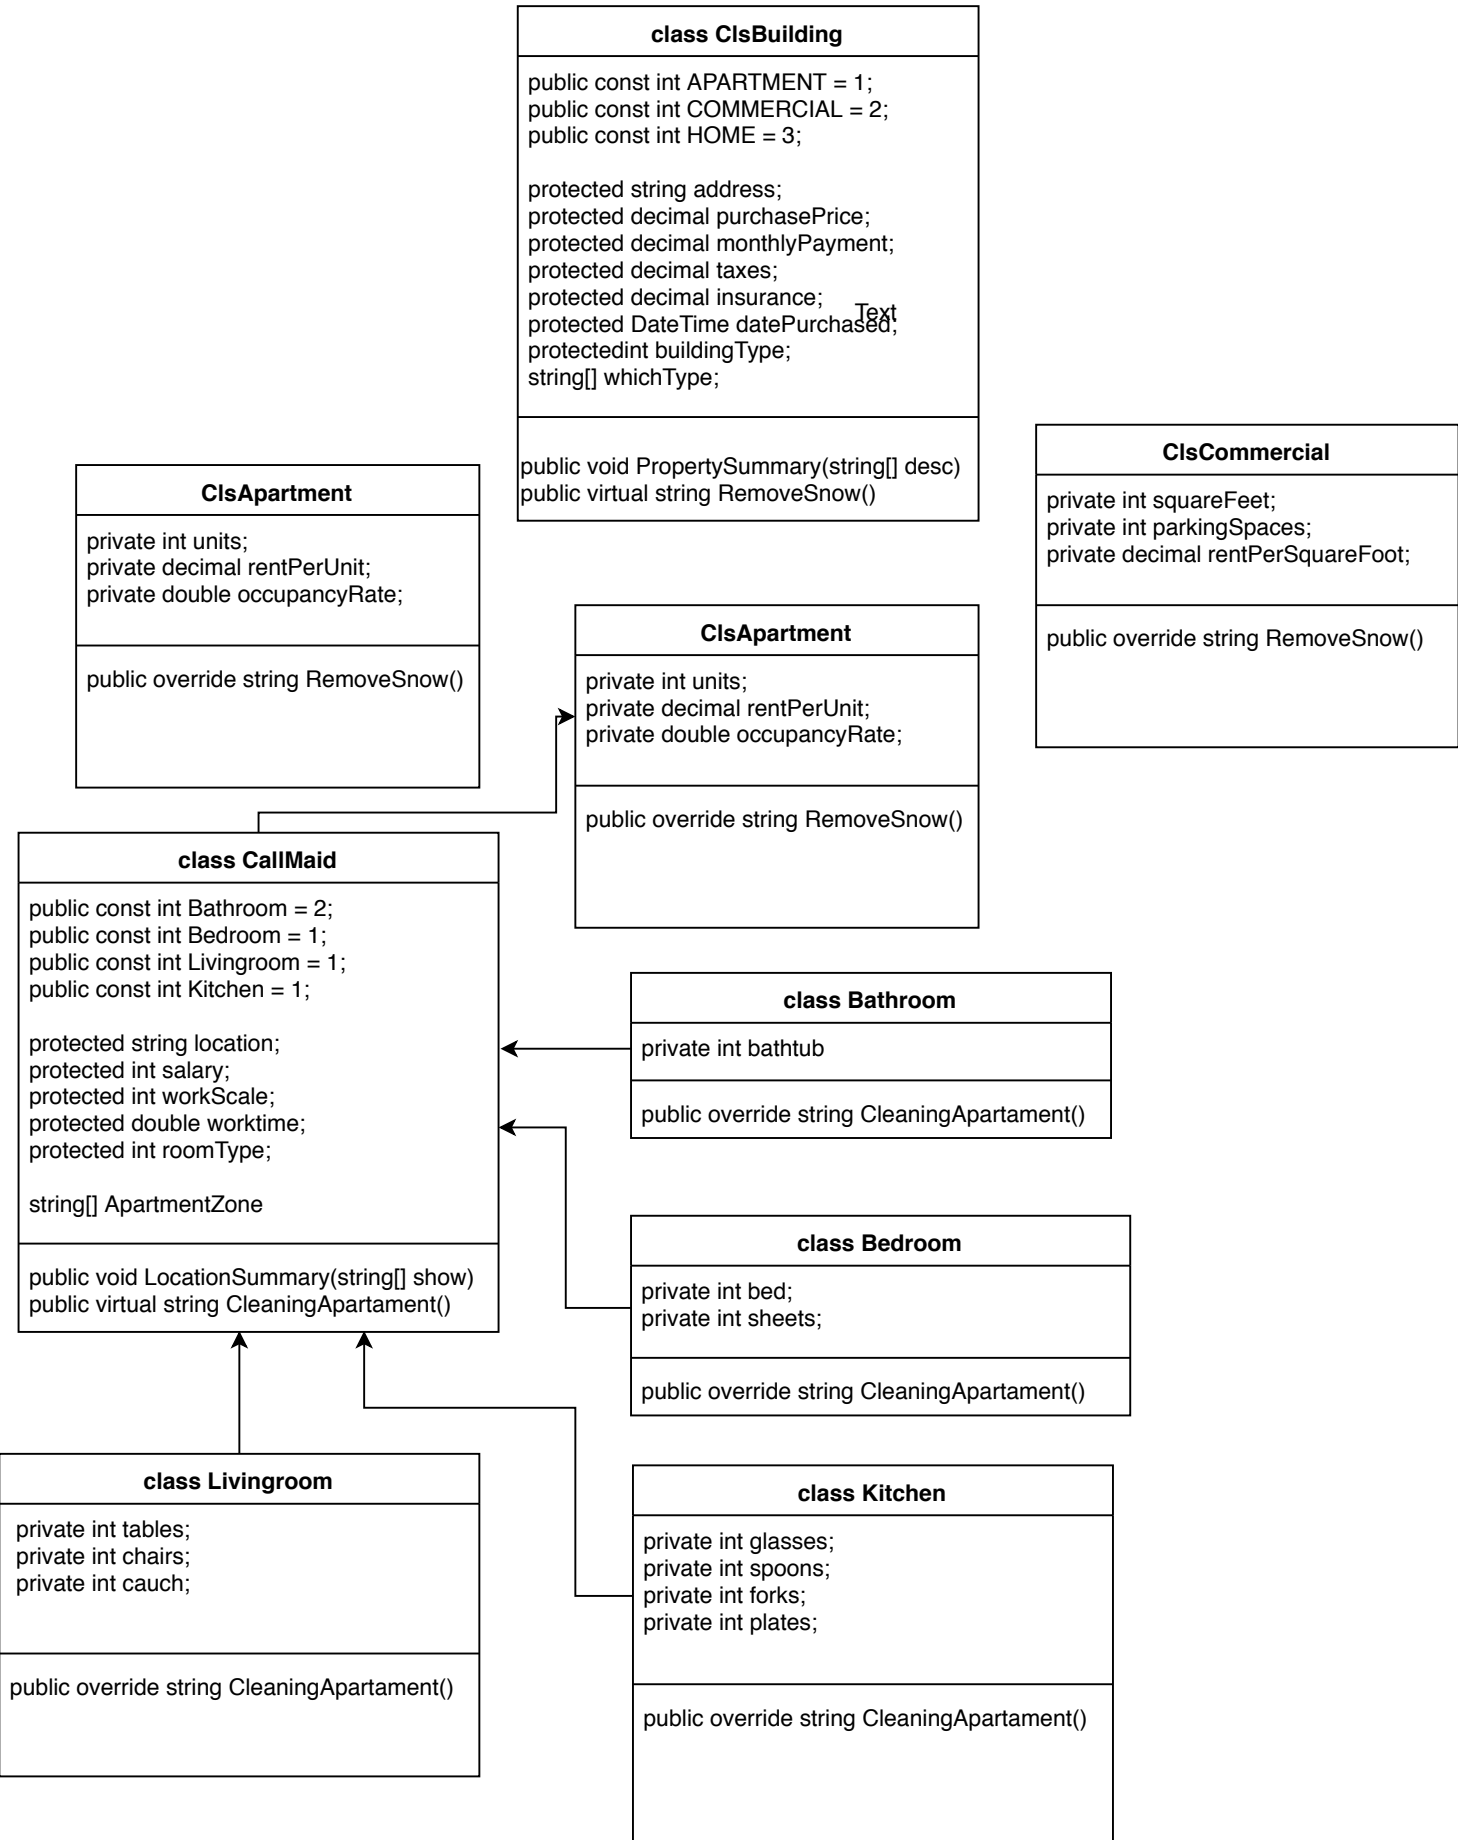 class ClsBuilding
public const int APARTMENT = 1;
public const int COMMERCIAL = 2;
public const int HOME = 3;
protected string address;
protected decimal purchasePrice;
protected decimal monthlyPayment;
protected decimal taxes;
protected decimal insurance;
Text
protected DateTime datePurchased;
protectedint buildingType;
string[] whichType;
public void PropertySummary(string[] desc)
public virtual string RemoveSnow()
ClsCommercial
private int squareFeet;
private int parkingSpaces;
private decimal rentPerSquareFoot;
public override string RemoveSnow()
ClsApartment
private int units;
private decimal rentPerUnit;
private double occupancyRate;
public override string RemoveSnow()
ClsApartment
private int units;
private decimal rentPerUnit;
private double occupancyRate;
public override string RemoveSnow()
class CallMaid
public const int Bathroom = 2;
public const int Bedroom = 1;
public const int Livingroom = 1;
public const int Kitchen = 1;
protected string location;
protected int salary;
protected int workScale;
protected double worktime;
protected int roomType;
string[] ApartmentZone
public void LocationSummary(string[] show)
public virtual string CleaningApartament()
class Bathroom
private int bathtub
public override string CleaningApartament()
class Bedroom
private int bed;
private int sheets;
public override string CleaningApartament()
class Livingroom
private int tables;
private int chairs;
private int cauch;
public override string CleaningApartament()
class Kitchen
private int glasses;
private int spoons;
private int forks;
private int plates;
public override string CleaningApartament()